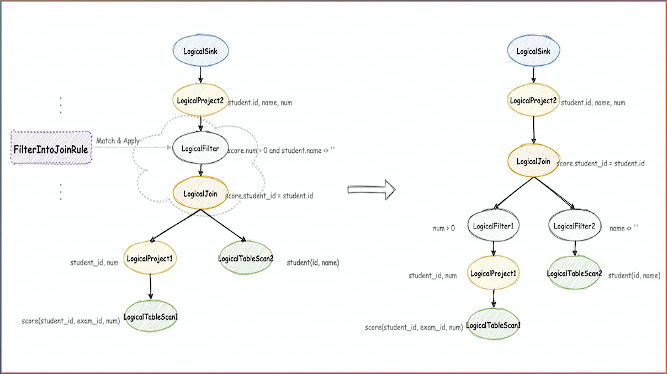 LogicalSink
LogicalProject2 student.id, name, num
FilterIntoJoinRule
Match & Apply
LogicalFilter score.num > 0 and student.name <> ''
LogicalJoin score.student_id = student.id
student_id, num LogicalProject1
LogicalTableScan2 student(id, name)
score(student_id, exam_id, num) LogicalTableScan1
LogicalSink
LogicalProject2 student.id, name, num
LogicalJoin score.student_id = student.id
num > 0 LogicalFilter1
LogicalFilter2 name <> ''
student_id, num LogicalProject1
LogicalTableScan2 student(id, name)
score(student_id, exam_id, num) LogicalTableScan1